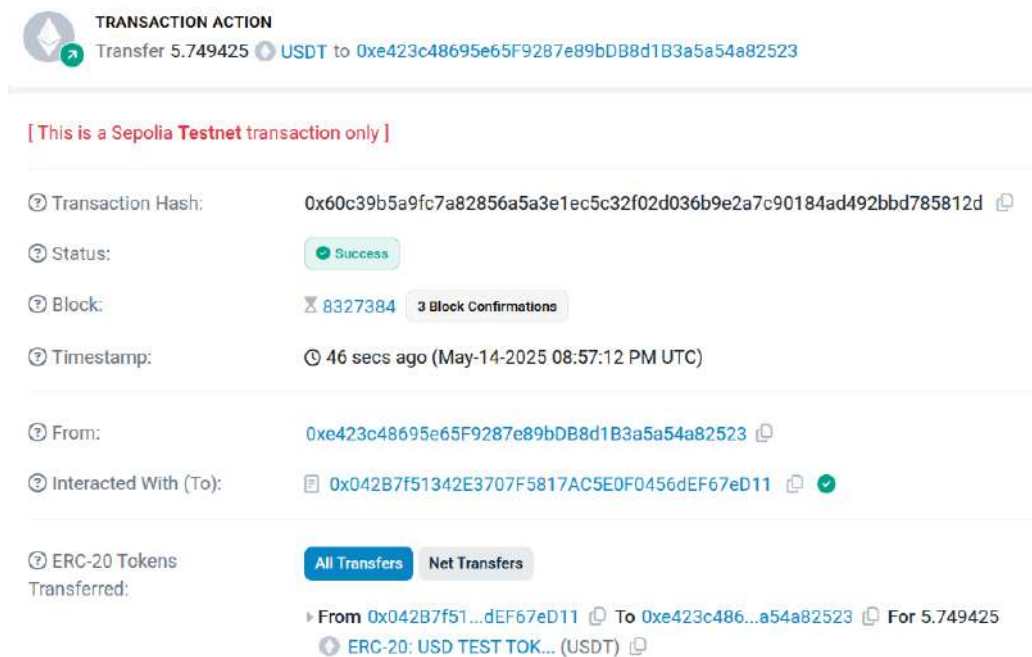 TRANSACTION ACTION
Transfer 5.749425 USDT to 0xe423c48695e65F9287e89bDB8d1B3a5a54a82523
[ This is a Sepolia Testnet transaction only ]
Transaction Hash: 0x60c39b5a9fc7a82856a5a3e1ec5c32f02d036b9e2a7c90184ad492bbd785812d
Status: Success
Block: 8327384 3 Block Confirmations
Timestamp: 46 secs ago (May-14-2025 08:57:12 PM UTC)
From: 0xe423c48695e65F9287e89bDB8d1B3a5a54a82523
Interacted With (To): 0x042B7f51342E3707F5817AC5E0F0456dEF67eD11
ERC-20 Tokens Transferred: All Transfers Net Transfers
From 0x042B7f51...dEF67eD11 To 0xe423c486...a54a82523 For 5.749425
ERC-20: USD TEST TOK... (USDT)